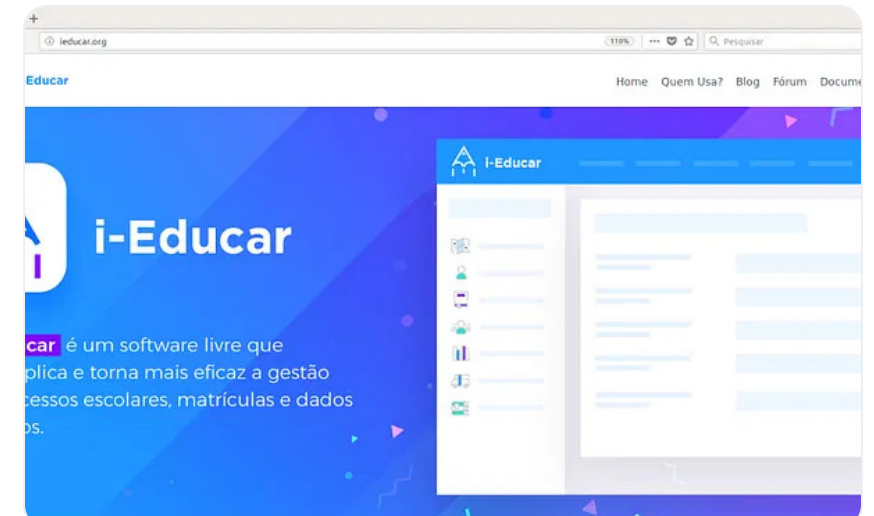 +
ieducar.org
110%
Pesquisar
Educar
Home Quem Usa? Blog Fórum Docume
i-Educar
i-Educar
car é um software livre que
plica e torna mais eficaz a gestão
cessos escolares, matrículas e dados
os.